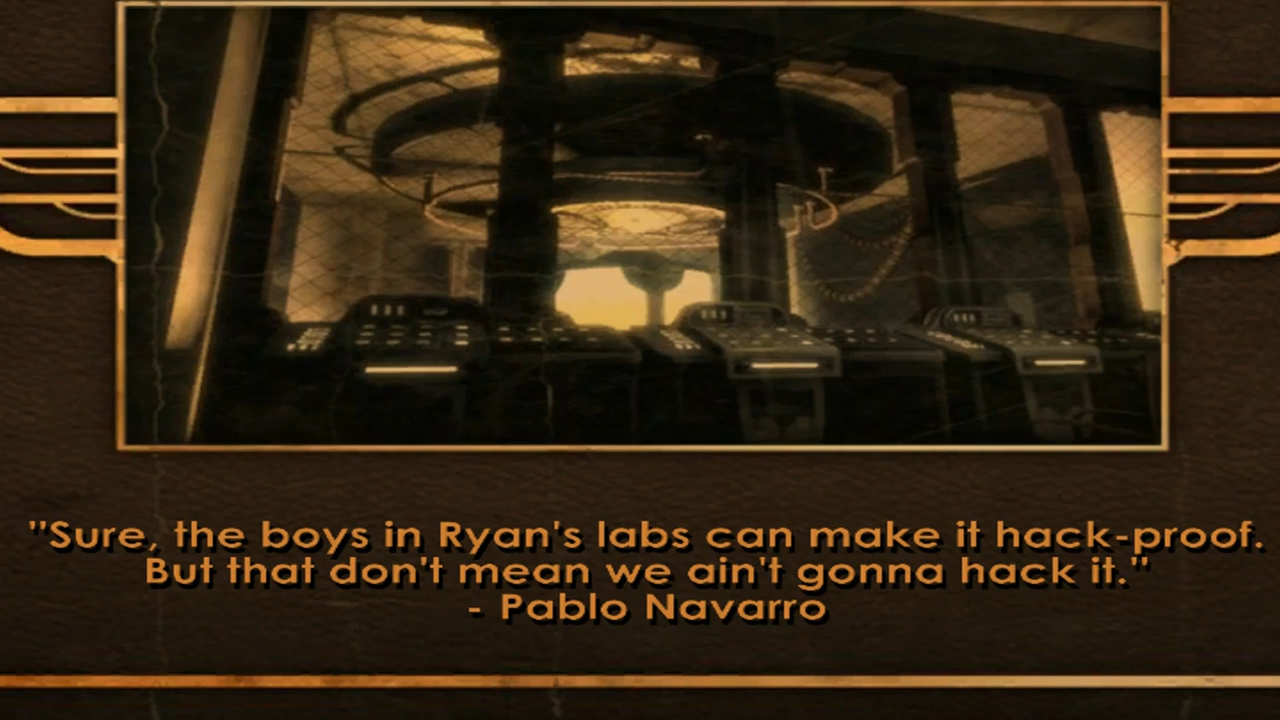 "Sure, the boys in Ryan's labs can make it hack-proof.
But that don't mean we ain't gonna hack it."
- Pablo Navarro